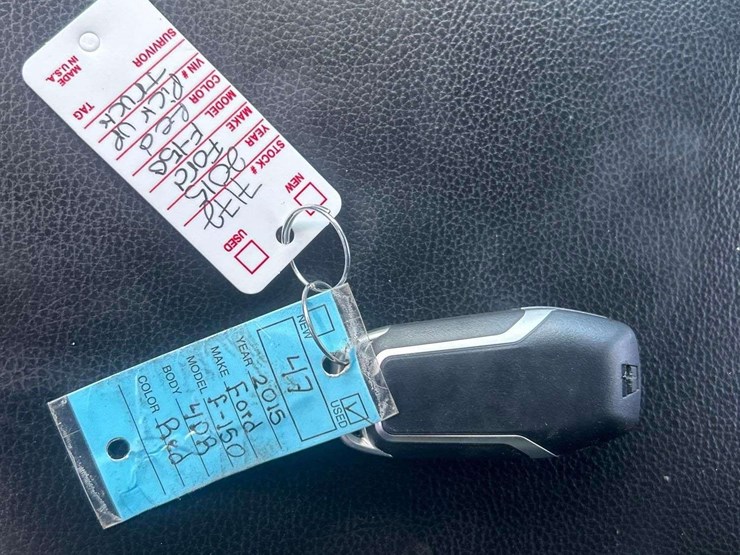 NEW
USED
STOCK # 7172
YEAR 2015
MAKE Ford
MODEL F-150
COLOR Red
VIN # Pick up
Truck
SURVIVOR TAG
MADE
IN U.S.A.
NEW
USED
47
YEAR 2015
MAKE Ford
MODEL F-150
BODY 4DR
COLOR Red